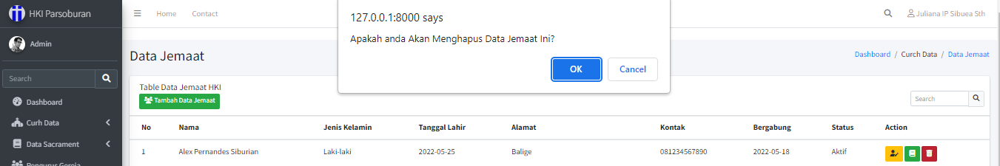 HKI Parsoburan
Home
Contact
127.0.0.1:8000 says
Apakah anda Akan Menghapus Data Jemaat Ini?
OK
Cancel
Juliana IP Sibuea Sth
Admin
Search
Dashboard
Curh Data
Data Sacrament
Pengurus Gereja
Data Jemaat
Dashboard / Curch Data / Data Jemaat
Table Data Jemaat HKI
Tambah Data Jemaat
Search
No Nama Jenis Kelamin Tanggal Lahir Alamat Kontak Bergabung Status Action
1 Alex Pernandes Siburian Laki-laki 2022-05-25 Balige 081234567890 2022-05-18 Aktif